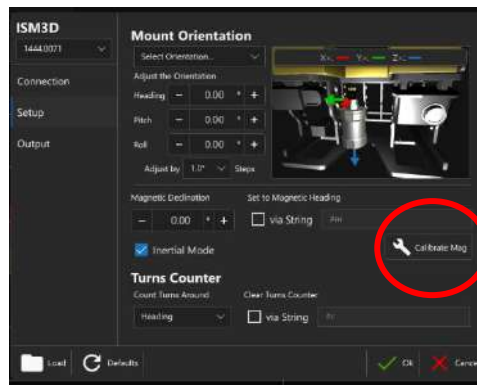 ISM3D
1444.0071
Connection
Setup
Output
Mount Orientation
Select Orientation...
X+: Y+: Z+:
Adjust the Orientation
Heading - 0.00 ° +
Pitch - 0.00 ° +
Roll - 0.00 ° +
Adjust by 1.0° Steps
Magnetic Declination Set to Magnetic Heading
- 0.00 ° + via String
Inertial Mode
Calibrate Mag
Turns Counter
Count Turns Around Clear Turns Counter
Heading via String
Load Defaults Ok Cance